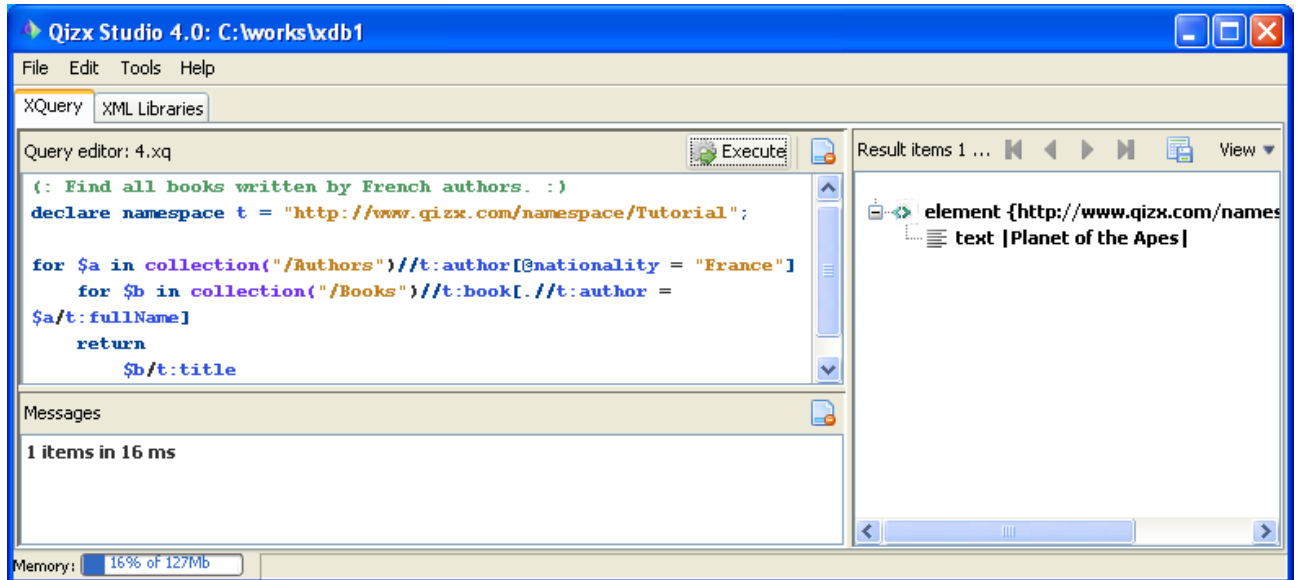 Qizx Studio 4.0: C:\works\xdb1
File Edit Tools Help
XQuery XML Libraries
Query editor: 4.xq Execute
(: Find all books written by French authors. :)
declare namespace t = "http://www.qizx.com/namespace/Tutorial";
for $a in collection("/Authors")//t:author[@nationality = "France"]
for $b in collection("/Books")//t:book[.//t:author =
$a/t:fullName]
return
$b/t:title
Messages
1 items in 16 ms
Result items 1 ... View
element {http://www.qizx.com/names
text |Planet of the Apes|
Memory: 16% of 127Mb